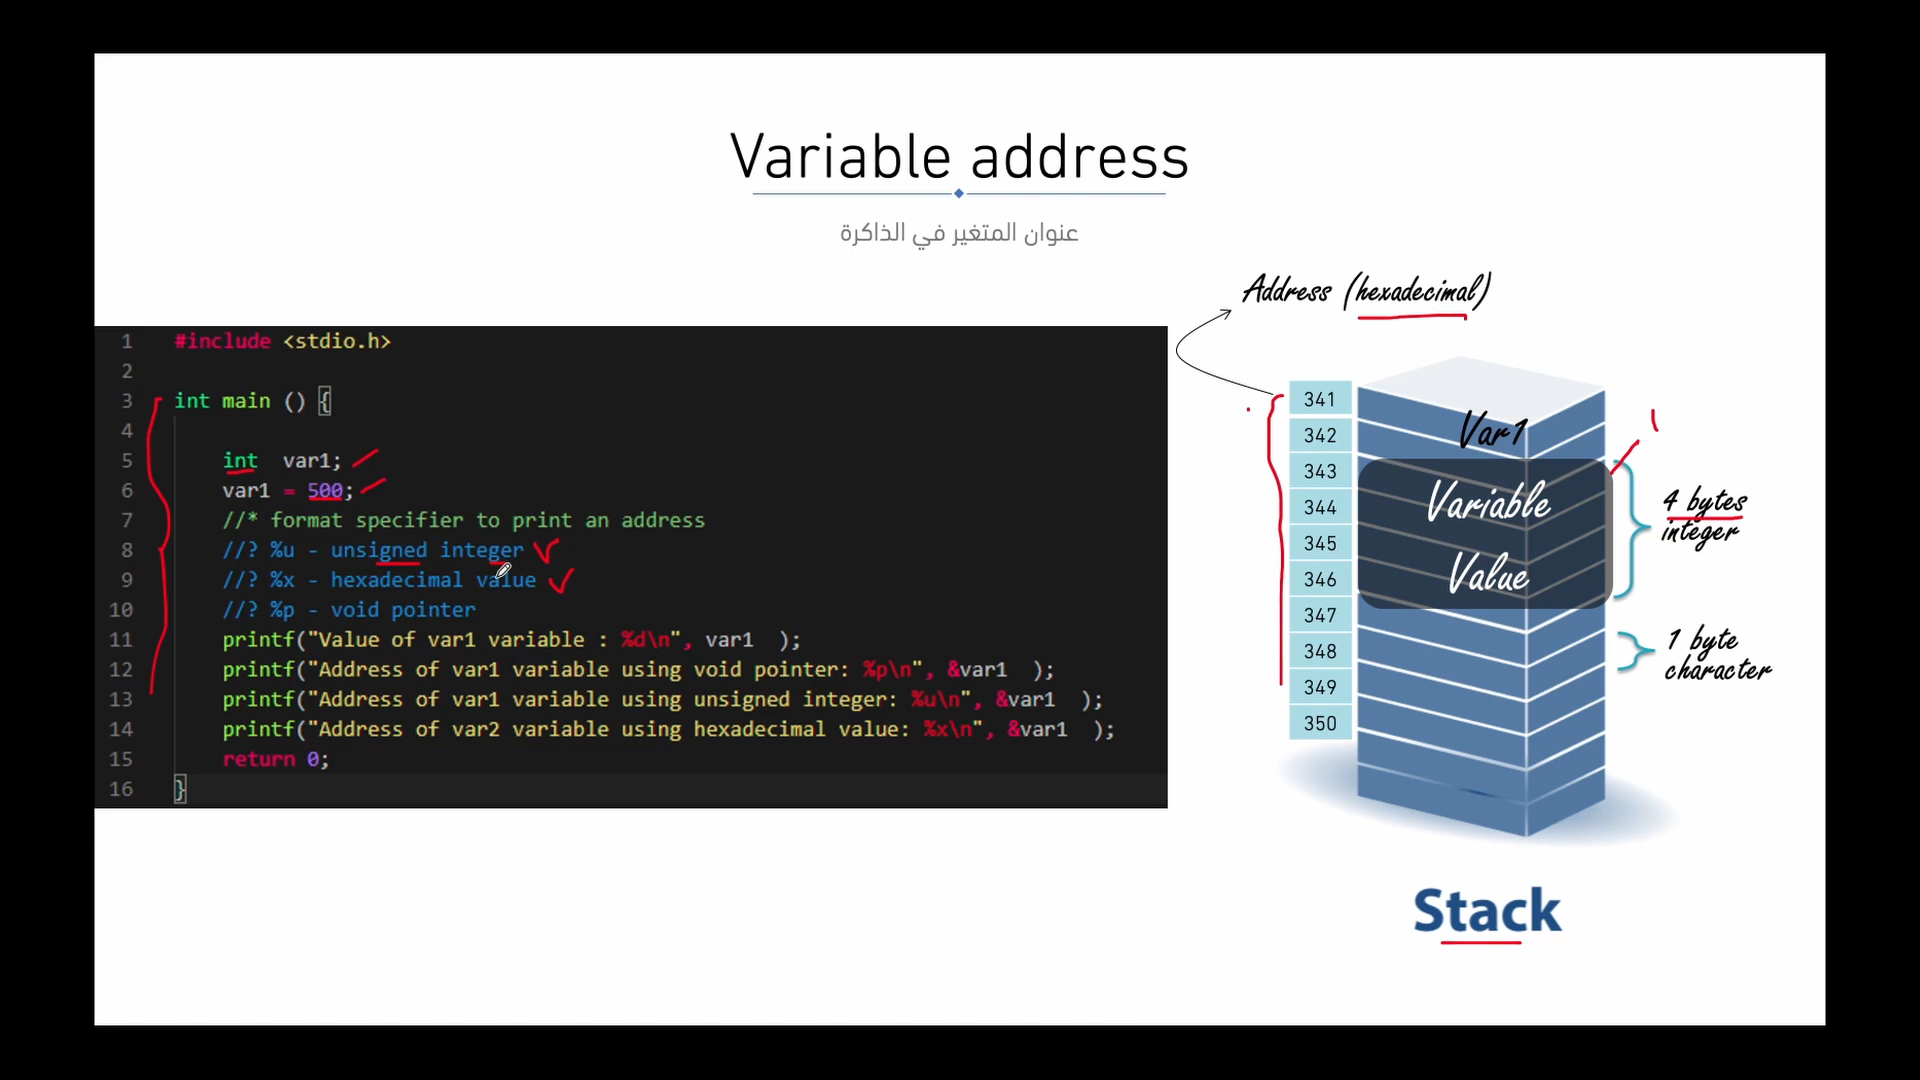 Variable address
عنوان المتغير في الذاكرة
Address (hexadecimal)
1 #include <stdio.h>
2
3 int main () {
4
5 int  var1;
6 var1 = 500;
7 //* format specifier to print an address
8 //? %u - unsigned integer
9 //? %x - hexadecimal value
10 //? %p - void pointer
11 printf("Value of var1 variable : %d\n", var1  );
12 printf("Address of var1 variable using void pointer: %p\n", &var1  );
13 printf("Address of var1 variable using unsigned integer: %u\n", &var1  );
14 printf("Address of var2 variable using hexadecimal value: %x\n", &var1  );
15 return 0;
16 }
341
342
343
344
345
346
347
348
349
350
Var1
Variable
Value
4 bytes
integer
1 byte
character
Stack